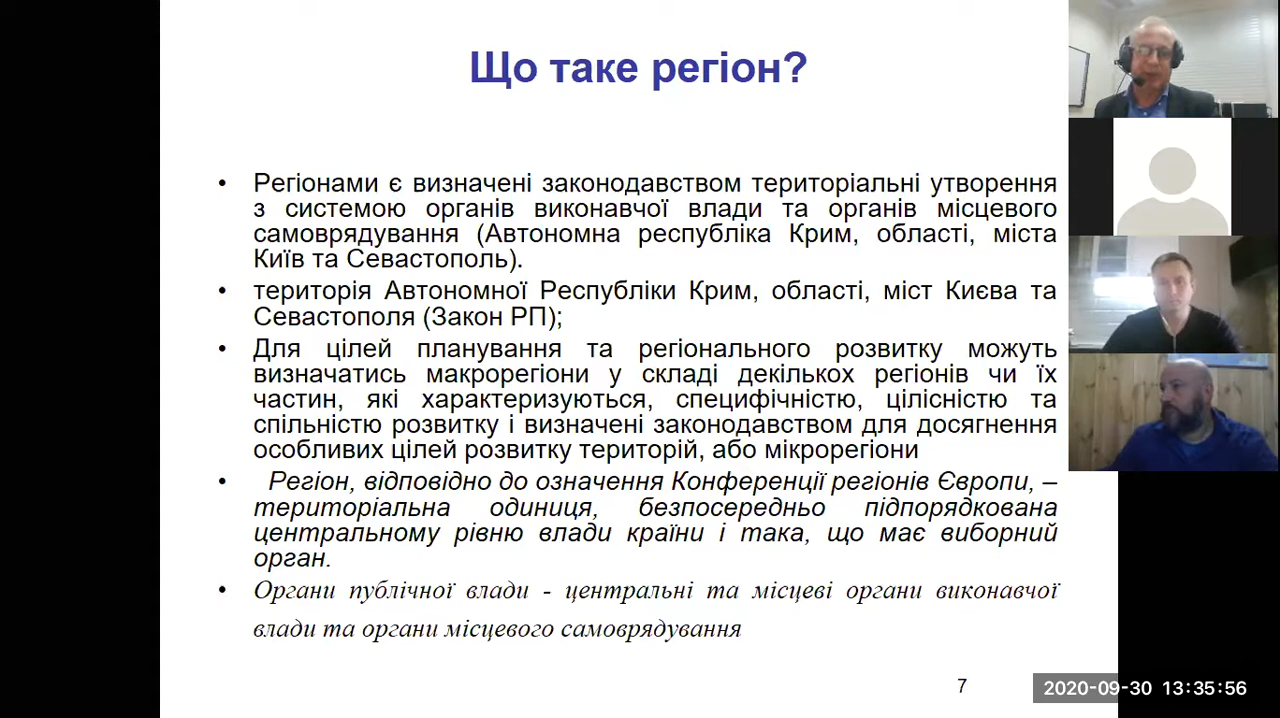 Що таке регіон?
• Регіонами є визначені законодавством територіальні утворення
з системою органів виконавчої влади та органів місцевого
самоврядування (Автономна республіка Крим, області, міста
Київ та Севастополь).
• територія Автономної Республіки Крим, області, міст Києва та
Севастополя (Закон РП);
• Для цілей планування та регіонального розвитку можуть
визначатись макрорегіони у складі декількох регіонів чи їх
частин, які характеризуються, специфічністю, цілісністю та
спільністю розвитку і визначені законодавством для досягнення
особливих цілей розвитку територій, або мікрорегіони
• Регіон, відповідно до означення Конференції регіонів Європи, –
територіальна одиниця, безпосередньо підпорядкована
центральному рівню влади країни і така, що має виборний
орган.
• Органи публічної влади - центральні та місцеві органи виконавчої
влади та органи місцевого самоврядування
7
2020-09-30 13:35:56